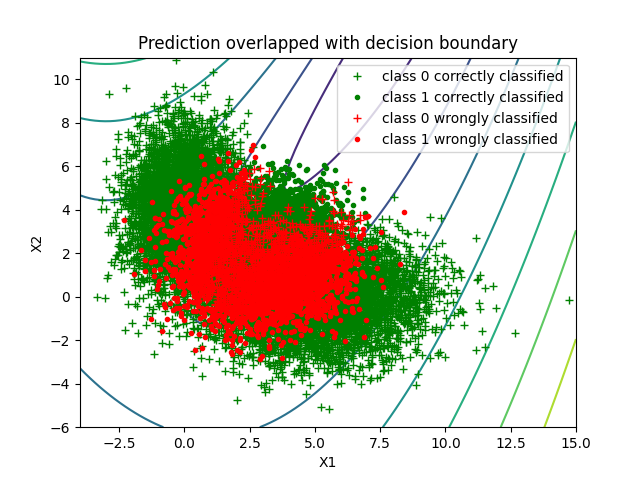 Prediction overlapped with decision boundary
class 0 correctly classified
class 1 correctly classified
class 0 wrongly classified
class 1 wrongly classified
10
8
6
4
2
0
−2
−4
−6
X2
−2.5 0.0 2.5 5.0 7.5 10.0 12.5 15.0
X1